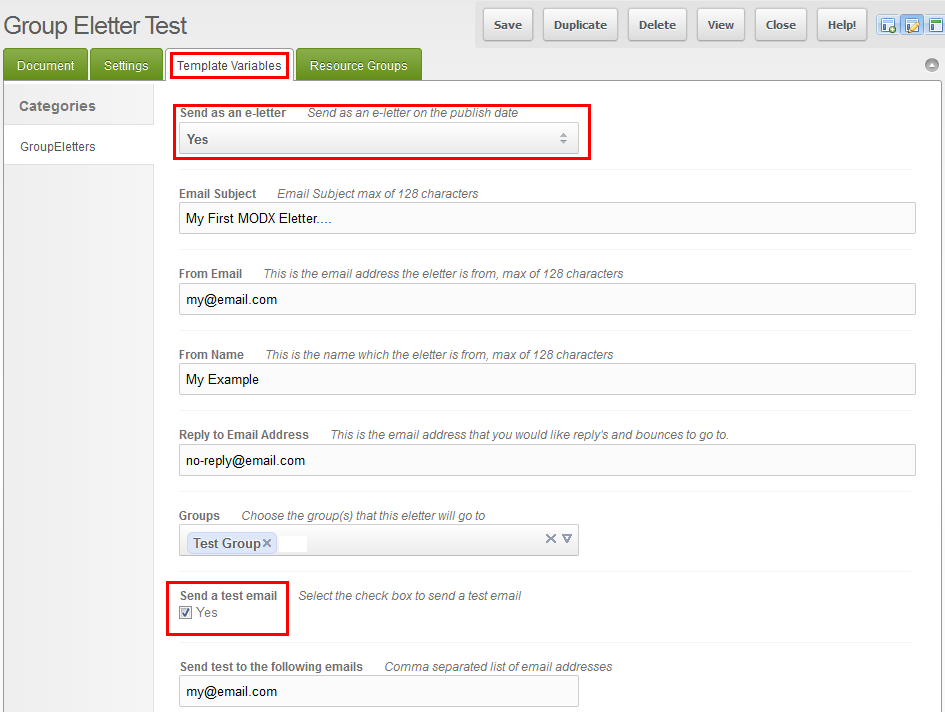 Group Eletter Test
Save Duplicate Delete View Close Help!
Document Settings Template Variables Resource Groups
Categories
GroupEletters
Send as an e-letter Send as an e-letter on the publish date
Yes
Email Subject Email Subject max of 128 characters
My First MODX Eletter....
From Email This is the email address the eletter is from, max of 128 characters
my@email.com
From Name This is the name which the eletter is from, max of 128 characters
My Example
Reply to Email Address This is the email address that you would like reply's and bounces to go to.
no-reply@email.com
Groups Choose the group(s) that this eletter will go to
Test Group
Send a test email Select the check box to send a test email
Yes
Send test to the following emails Comma separated list of email addresses
my@email.com